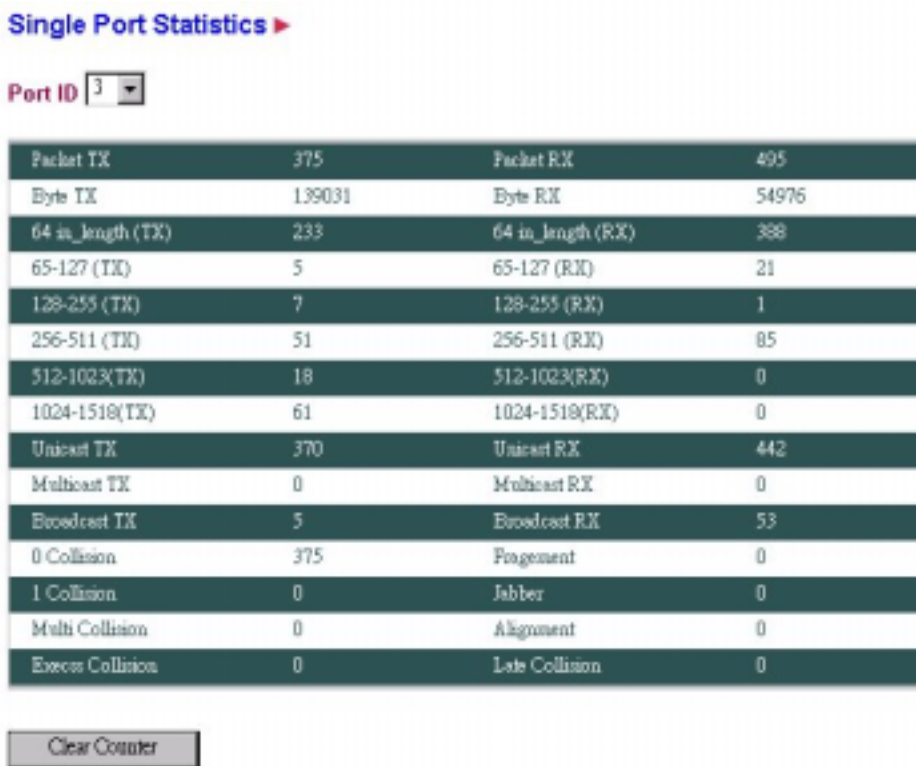 Single Port Statistics
Port ID 3
Packet TX 375 Packet RX 495
Byte TX 139031 Byte RX 54976
64 in_length (TX) 233 64 in_length (RX) 388
65-127 (TX) 5 65-127 (RX) 21
128-255 (TX) 7 128-255 (RX) 1
256-511 (TX) 51 256-511 (RX) 85
512-1023(TX) 18 512-1023(RX) 0
1024-1518(TX) 61 1024-1518(RX) 0
Unicast TX 370 Unicast RX 442
Multicast TX 0 Multicast RX 0
Broadcast TX 5 Broadcast RX 53
0 Collision 375 Fragement 0
1 Collision 0 Jabber 0
Multi Collision 0 Alignment 0
Execss Collision 0 Late Collision 0
Clear Counter